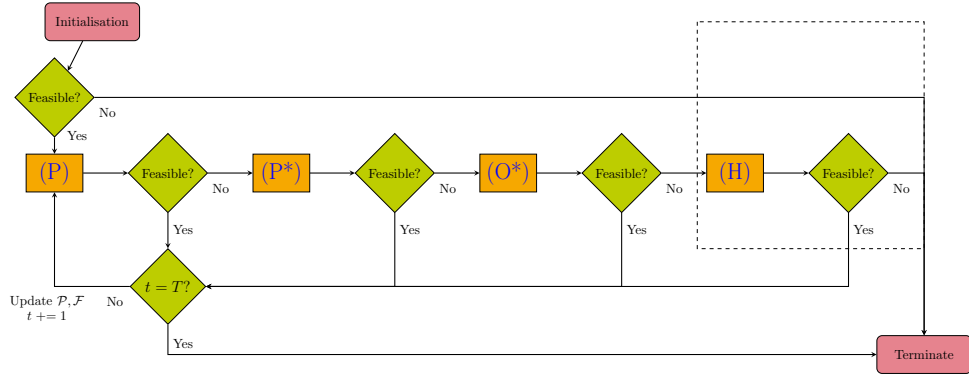 Initialisation
Feasible?
No
Yes
(P)
Feasible?
No
(P*)
Feasible?
No
(O*)
Feasible?
No
(H)
Feasible?
No
Yes
Yes
Yes
Yes
t = T?
No
Update 𝒫, ℱ
t += 1
Yes
Terminate